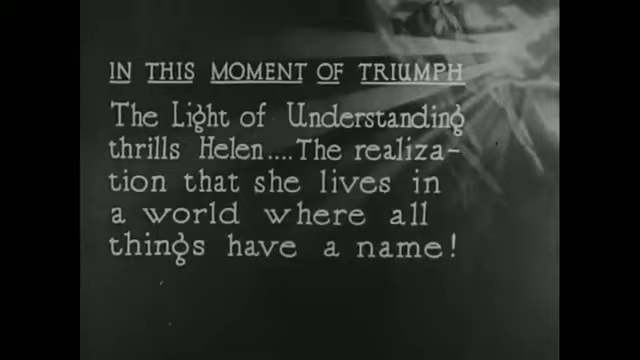 IN THIS MOMENT OF TRIUMPH
The Light of Understanding
thrills Helen....The realiza-
tion that she lives in
a world where all
things have a name!